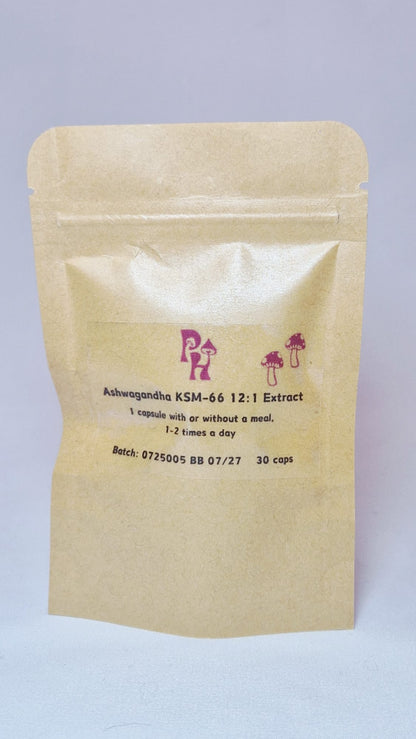 PH
Ashwagandha KSM-66 12:1 Extract
1 capsule with or without a meal,
1-2 times a day
Batch: 0725005 BB 07/27 30 caps